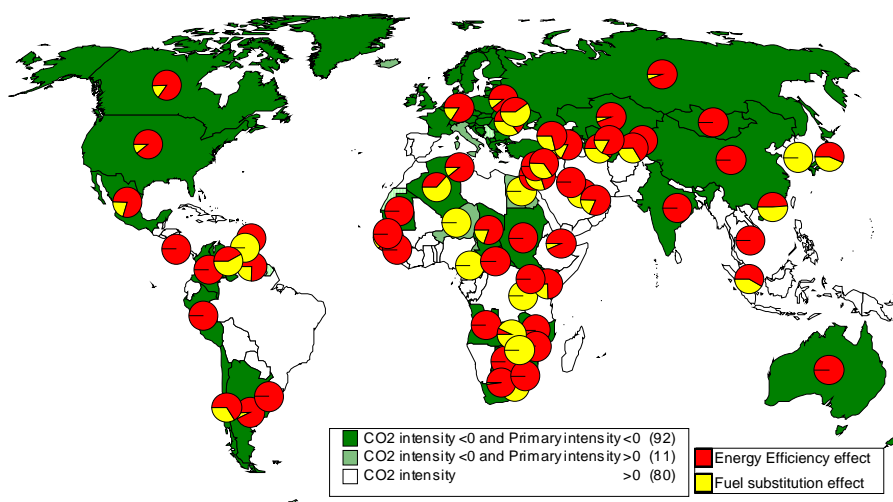 CO2 intensity <0 and Primary intensity <0 (92)
CO2 intensity <0 and Primary intensity >0 (11)
CO2 intensity >0 (80)
Energy Efficiency effect
Fuel substitution effect